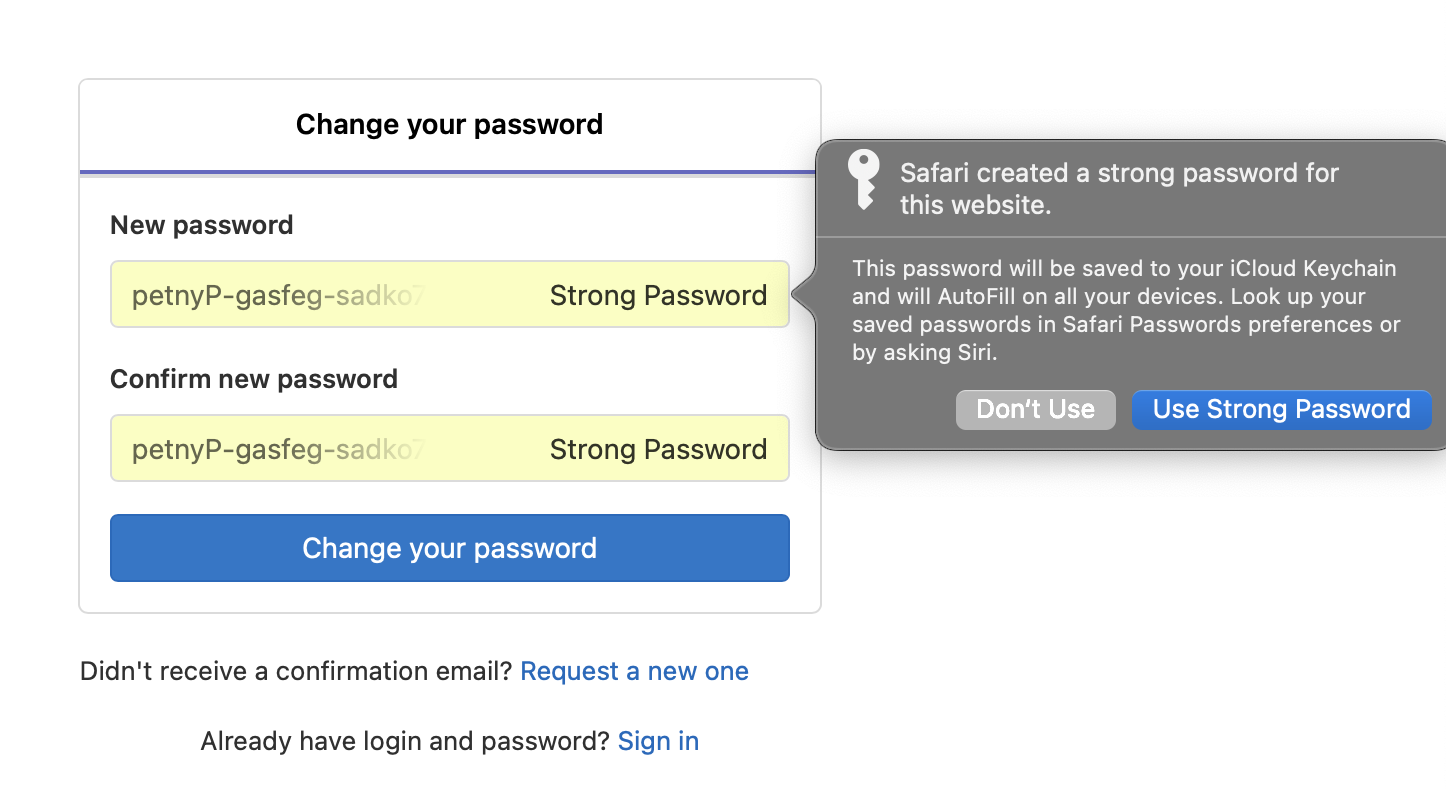 Change your password
New password
petnyP-gasfeg-sadko7 Strong Password
Confirm new password
petnyP-gasfeg-sadko7 Strong Password
Change your password
Didn't receive a confirmation email? Request a new one
Already have login and password? Sign in
Safari created a strong password for
this website.
This password will be saved to your iCloud Keychain
and will AutoFill on all your devices. Look up your
saved passwords in Safari Passwords preferences or
by asking Siri.
Don’t Use Use Strong Password